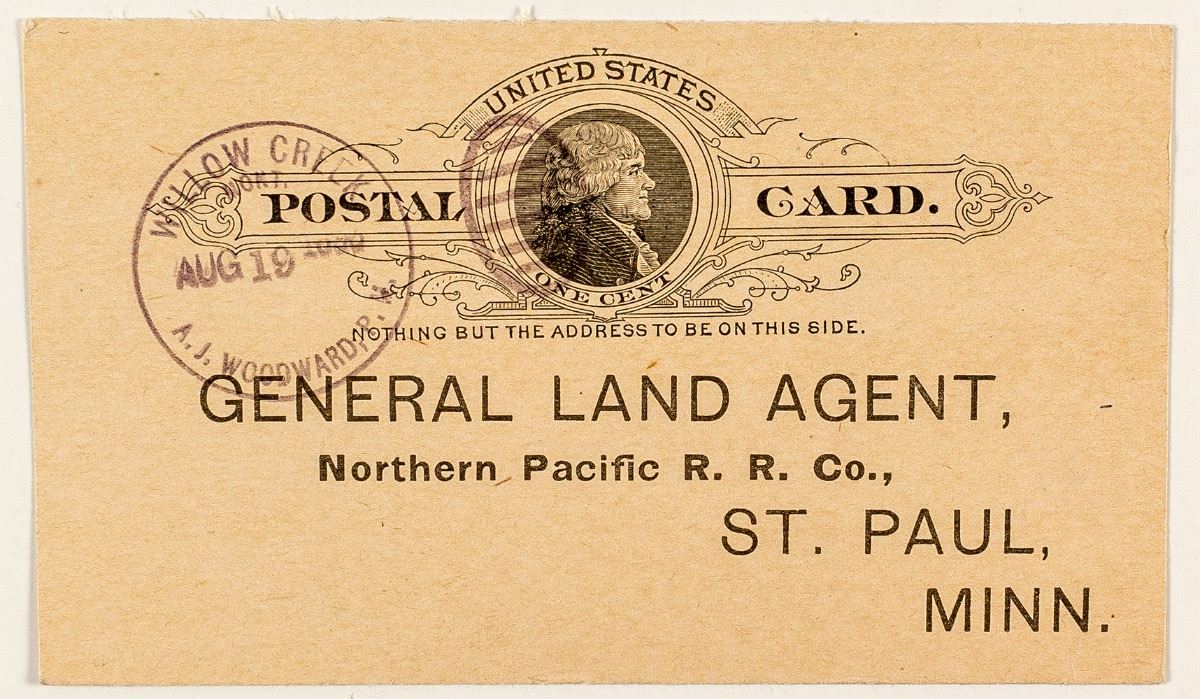 UNITED STATES
POSTAL CARD.
ONE CENT
NOTHING BUT THE ADDRESS TO BE ON THIS SIDE.
WILLOW CREEK
MONT.
AUG 19
A. J. WOODWARD, P.
GENERAL LAND AGENT,
Northern Pacific R. R. Co.,
ST. PAUL,
MINN.